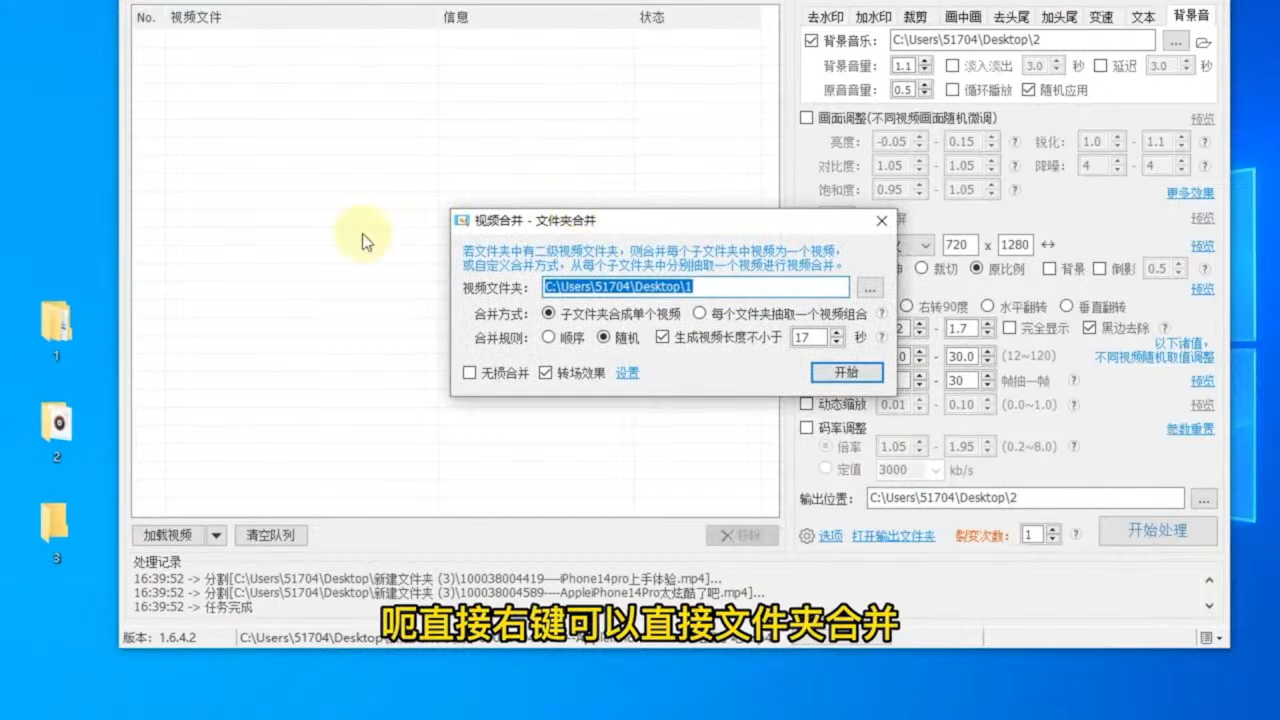 No. 视频文件 信息 状态
去水印 加水印 裁剪 画中画 去头尾 加头尾 变速 文本 背景音
背景音乐: C:\Users\51704\Desktop\2 ...
背景音量: 1.1 淡入淡出 3.0 秒 延迟 3.0 秒
原音音量: 0.5 循环播放 随机应用
画面调整(不同视频画面随机微调) 预览
亮度: -0.05 - 0.15 ? 锐化: 1.0 - 1.1 ?
对比度: 1.05 - 1.05 ? 降噪: 4 - 4 ?
饱和度: 0.95 - 1.05 ? 更多效果
屏 预览
720 x 1280 预览
裁切 原比例 背景 倒影 0.5 ?
预览
右转90度 水平翻转 垂直翻转
2 - 1.7 完全显示 黑边去除 ?
以下诸值,
0 - 30.0 (12~120) 不同视频随机取值调整
- 30 帧抽一帧 ? 预览
动态缩放 0.01 - 0.10 (0.0~1.0) ? 预览
码率调整 参数重置
倍率 1.05 - 1.95 (0.2~8.0) ?
定值 3000 kb/s
输出位置: C:\Users\51704\Desktop\2 ...
选项 打开输出文件夹 裂变次数: 1 ? 开始处理
视频合并 - 文件夹合并
若文件夹中有二级视频文件夹，则合并每个子文件夹中视频为一个视频，
或自定义合并方式，从每个子文件夹中分别抽取一个视频进行视频合并。
视频文件夹: C:\Users\51704\Desktop\1 ...
合并方式: 子文件夹合成单个视频 每个文件夹抽取一个视频组合 ?
合并规则: 顺序 随机 生成视频长度不小于 17 秒 ?
无损合并 转场效果 设置 开始
1
2
3
加载视频 清空队列 移除
处理记录
16:39:52 -> 分割[C:\Users\51704\Desktop\新建文件夹 (3)\100038004419----iPhone14pro上手体验.mp4]...
16:39:52 -> 分割[C:\Users\51704\Desktop\新建文件夹 (3)\100038004589----AppleiPhone14 Pro太炫酷了吧.mp4]...
16:39:52 -> 任务完成
版本: 1.6.4.2 C:\Users\51704\Desktop
呃直接右键可以直接文件夹合并